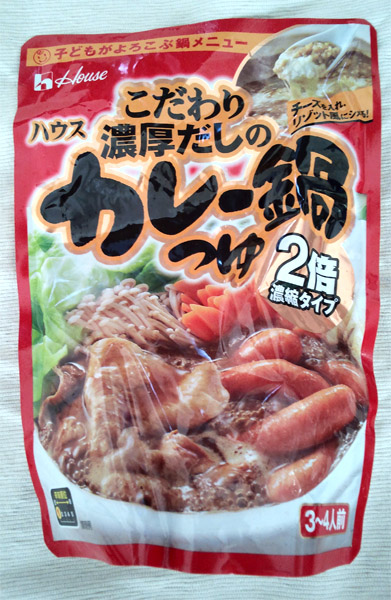 子どもがよろこぶ鍋メニュー
House
チーズを入れ、
リゾット風にシメ!
こだわり
ハウス
濃厚だしの
カレー鍋
つゆ
2倍
濃縮タイプ
3～4人前